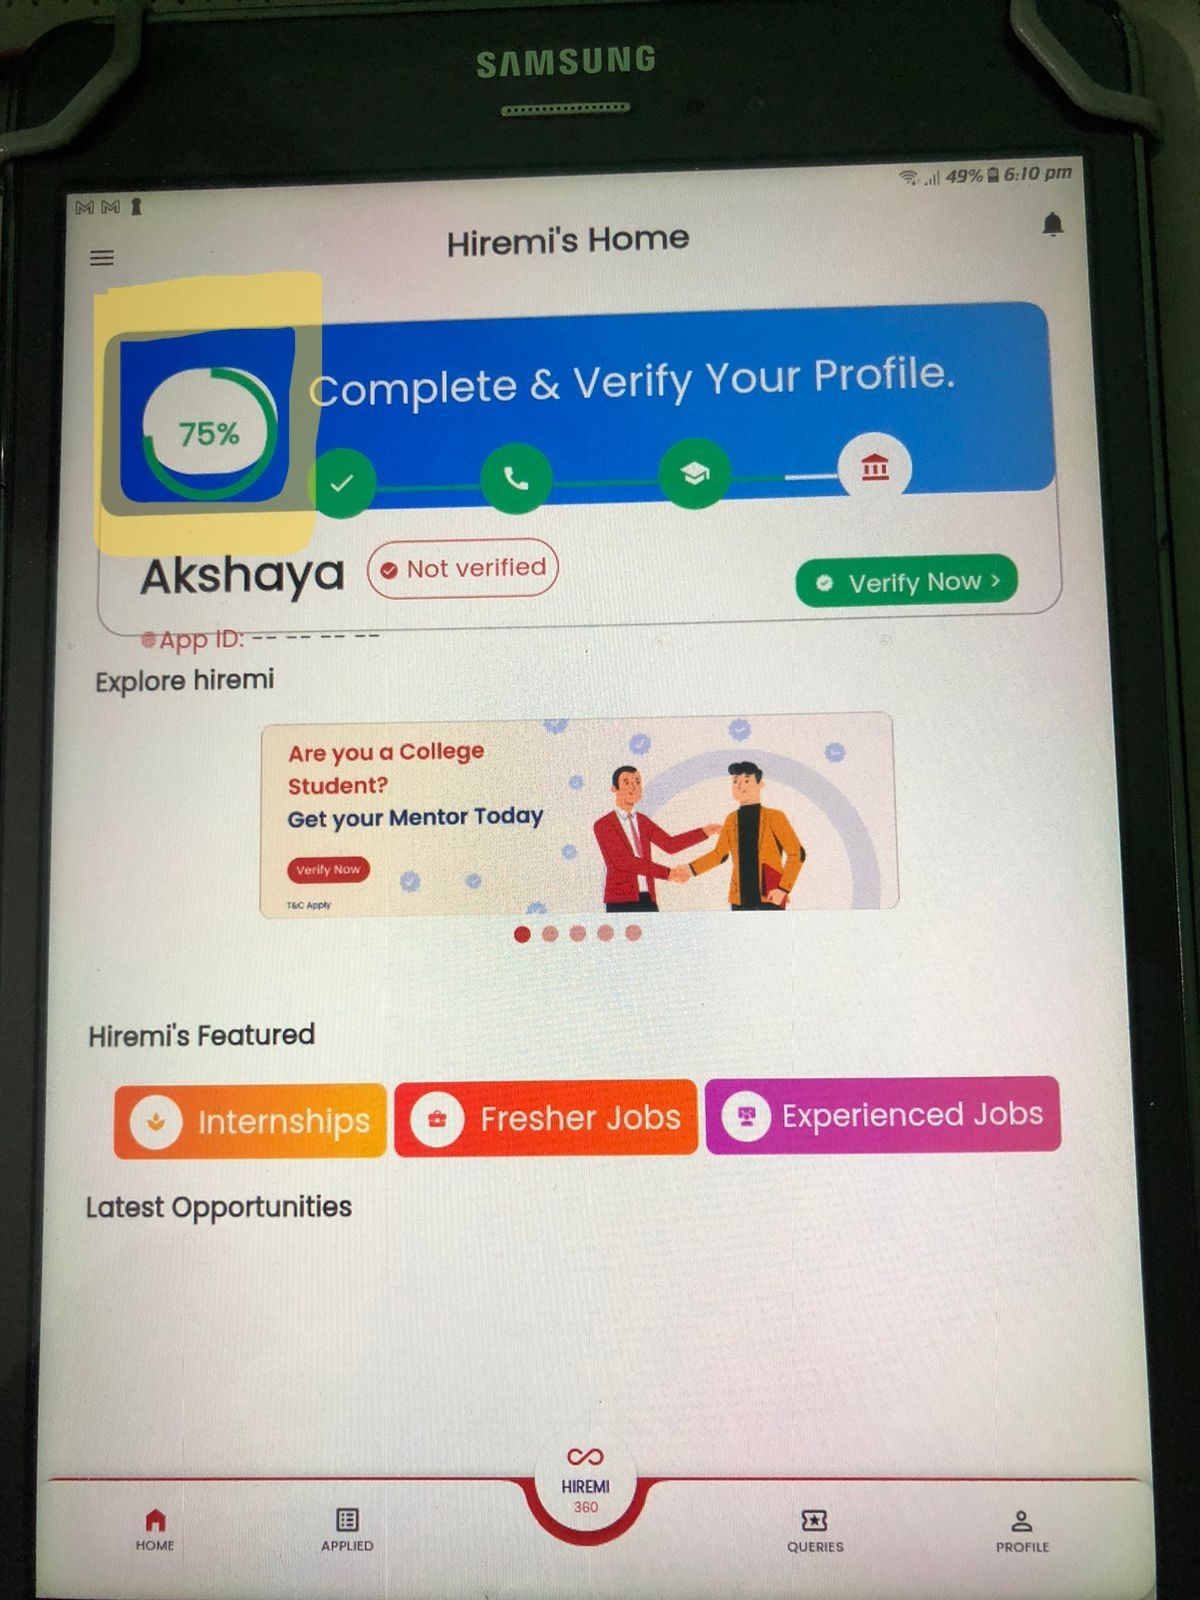 SAMSUNG
49% 6:10 pm
Hiremi's Home
75%
Complete & Verify Your Profile.
Akshaya
Not verified
Verify Now >
App ID: -- -- -- --
Explore hiremi
Are you a College
Student?
Get your Mentor Today
Verify Now
T&C Apply
Hiremi's Featured
Internships
Fresher Jobs
Experienced Jobs
Latest Opportunities
HIREMI
360
HOME
APPLIED
QUERIES
PROFILE